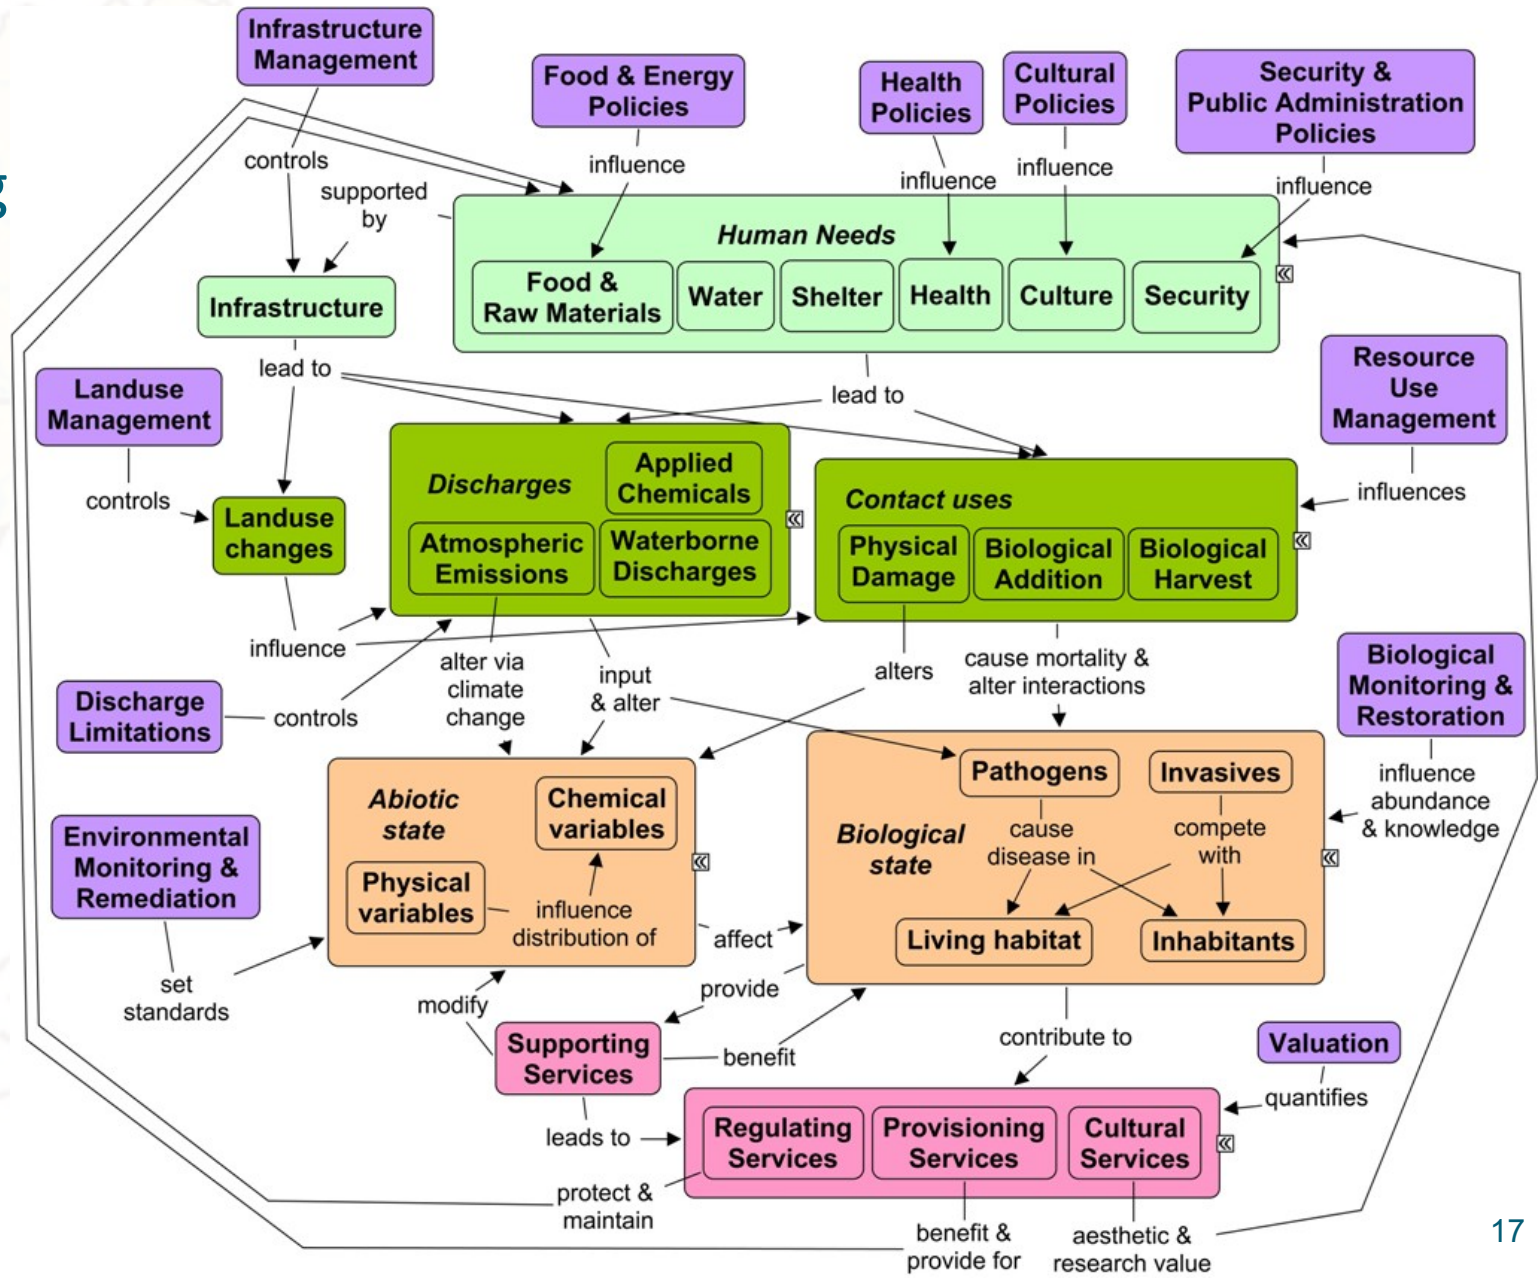 Infrastructure
Management
Food & Energy
Policies
Health
Policies
Cultural
Policies
Security &
Public Administration
Policies
controls
influence
influence
influence
influence
g
supported
by
Human Needs
Food &
Raw Materials
Water
Shelter
Health
Culture
Security
Infrastructure
lead to
lead to
Landuse
Management
Resource
Use
Management
controls
influences
Landuse
changes
Discharges
Applied
Chemicals
Atmospheric
Emissions
Waterborne
Discharges
Contact uses
Physical
Damage
Biological
Addition
Biological
Harvest
influence
alter via
climate
change
input
& alter
alters
cause mortality &
alter interactions
Biological
Monitoring &
Restoration
Discharge
Limitations
controls
influence
abundance
& knowledge
Abiotic
state
Chemical
variables
Physical
variables
influence
distribution of
Biological
state
Pathogens
Invasives
cause
disease in
compete
with
Living habitat
Inhabitants
Environmental
Monitoring &
Remediation
set
standards
affect
provide
modify
Supporting
Services
benefit
contribute to
Valuation
quantifies
leads to
Regulating
Services
Provisioning
Services
Cultural
Services
protect &
maintain
benefit &
provide for
aesthetic &
research value
17